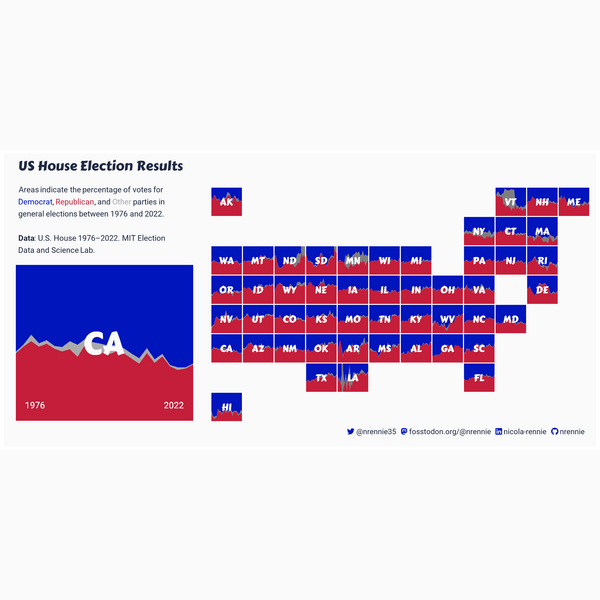 US House Election Results
Areas indicate the percentage of votes for
Democrat, Republican, and Other parties in
general elections between 1976 and 2022.
Data: U.S. House 1976–2022. MIT Election
Data and Science Lab.
CA
1976 2022
AK VT NH ME
NY CT MA
WA MT ND SD MN WI MI PA NJ RI
OR ID WY NE IA IL IN OH VA DE
NV UT CO KS MO TN KY WV NC MD
CA AZ NM OK AR MS AL GA SC
TX LA FL
HI
@nrennie35 fosstodon.org/@nrennie nicola-rennie nrennie